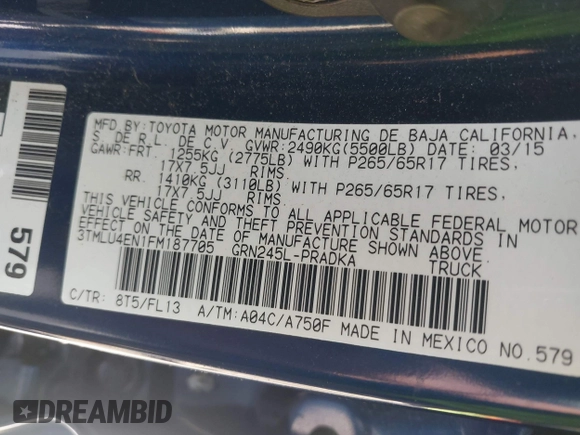 MFD BY:TOYOTA MOTOR MANUFACTURING DE BAJA CALIFORNIA,
S. DE R.L. DE C.V. GVWR:2490KG(5500LB) DATE: 03/15
GAWR:FRT. 1255KG (2775LB) WITH P265/65R17 TIRES,
17X7.5JJ RIMS
RR. 1410KG (3110LB) WITH P265/65R17 TIRES,
17X7.5JJ RIMS
THIS VEHICLE CONFORMS TO ALL APPLICABLE FEDERAL MOTOR
VEHICLE SAFETY AND THEFT PREVENTION STANDARDS IN
EFFECT ON THE DATE OF MANUFACTURE SHOWN ABOVE.
3TMLU4EN1FM187705 GRN245L-PRADKA TRUCK
C/TR: 8T5/FL13 A/TM:A04C/A750F MADE IN MEXICO NO.579
579
DREAMBID